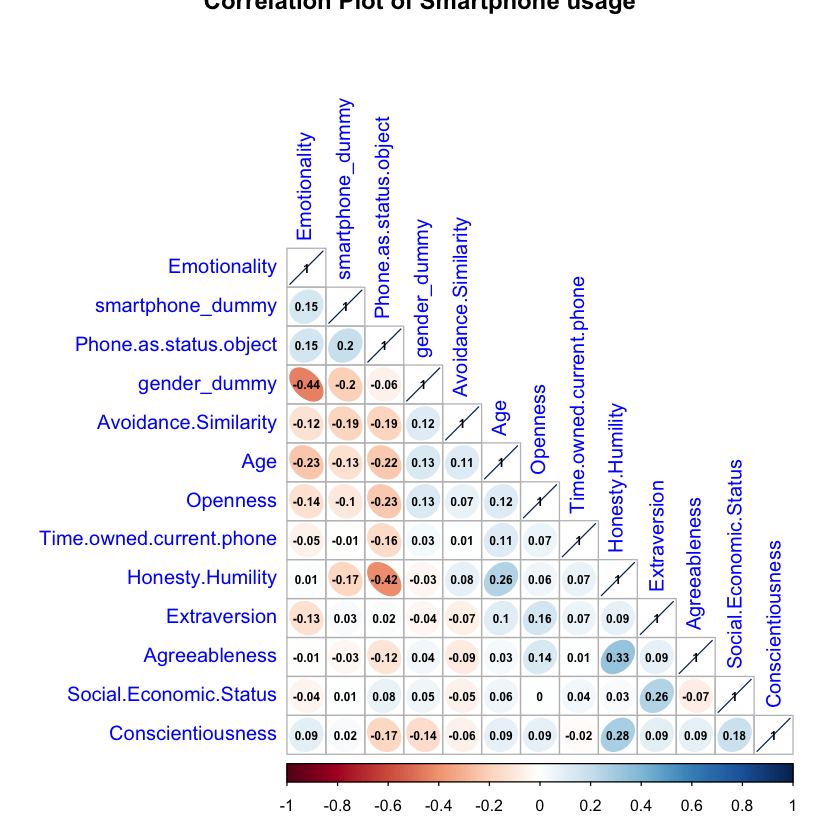 Correlation Plot of Smartphone usage
Emotionality
smartphone_dummy
Phone.as.status.object
gender_dummy
Avoidance.Similarity
Age
Openness
Time.owned.current.phone
Honesty.Humility
Extraversion
Agreeableness
Social.Economic.Status
Conscientiousness
Emotionality 1
smartphone_dummy 0.15 1
Phone.as.status.object 0.15 0.2 1
gender_dummy -0.44 -0.2 -0.06 1
Avoidance.Similarity -0.12 -0.19 -0.19 0.12 1
Age -0.23 -0.13 -0.22 0.13 0.11 1
Openness -0.14 -0.1 -0.23 0.13 0.07 0.12 1
Time.owned.current.phone -0.05 -0.01 -0.16 0.03 0.01 0.11 0.07 1
Honesty.Humility 0.01 -0.17 -0.42 -0.03 0.08 0.26 0.06 0.07 1
Extraversion -0.13 0.03 0.02 -0.04 -0.07 0.1 0.16 0.07 0.09 1
Agreeableness -0.01 -0.03 -0.12 0.04 -0.09 0.03 0.14 0.01 0.33 0.09 1
Social.Economic.Status -0.04 0.01 0.08 0.05 -0.05 0.06 0 0.04 0.03 0.26 -0.07 1
Conscientiousness 0.09 0.02 -0.17 -0.14 -0.06 0.09 0.09 -0.02 0.28 0.09 0.09 0.18 1
-1 -0.8 -0.6 -0.4 -0.2 0 0.2 0.4 0.6 0.8 1